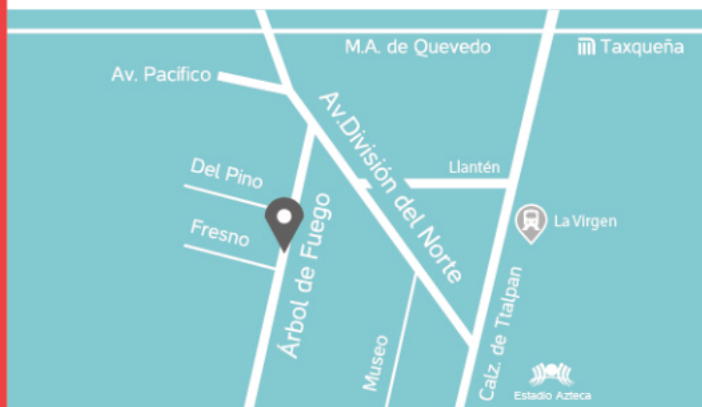 M.A. de Quevedo
Taxqueña
Av. Pacífico
Av.División del Norte
Del Pino
Llantén
Fresno
Árbol de Fuego
La Virgen
Museo
Calz. de Ttalpan
Estadio Azteca